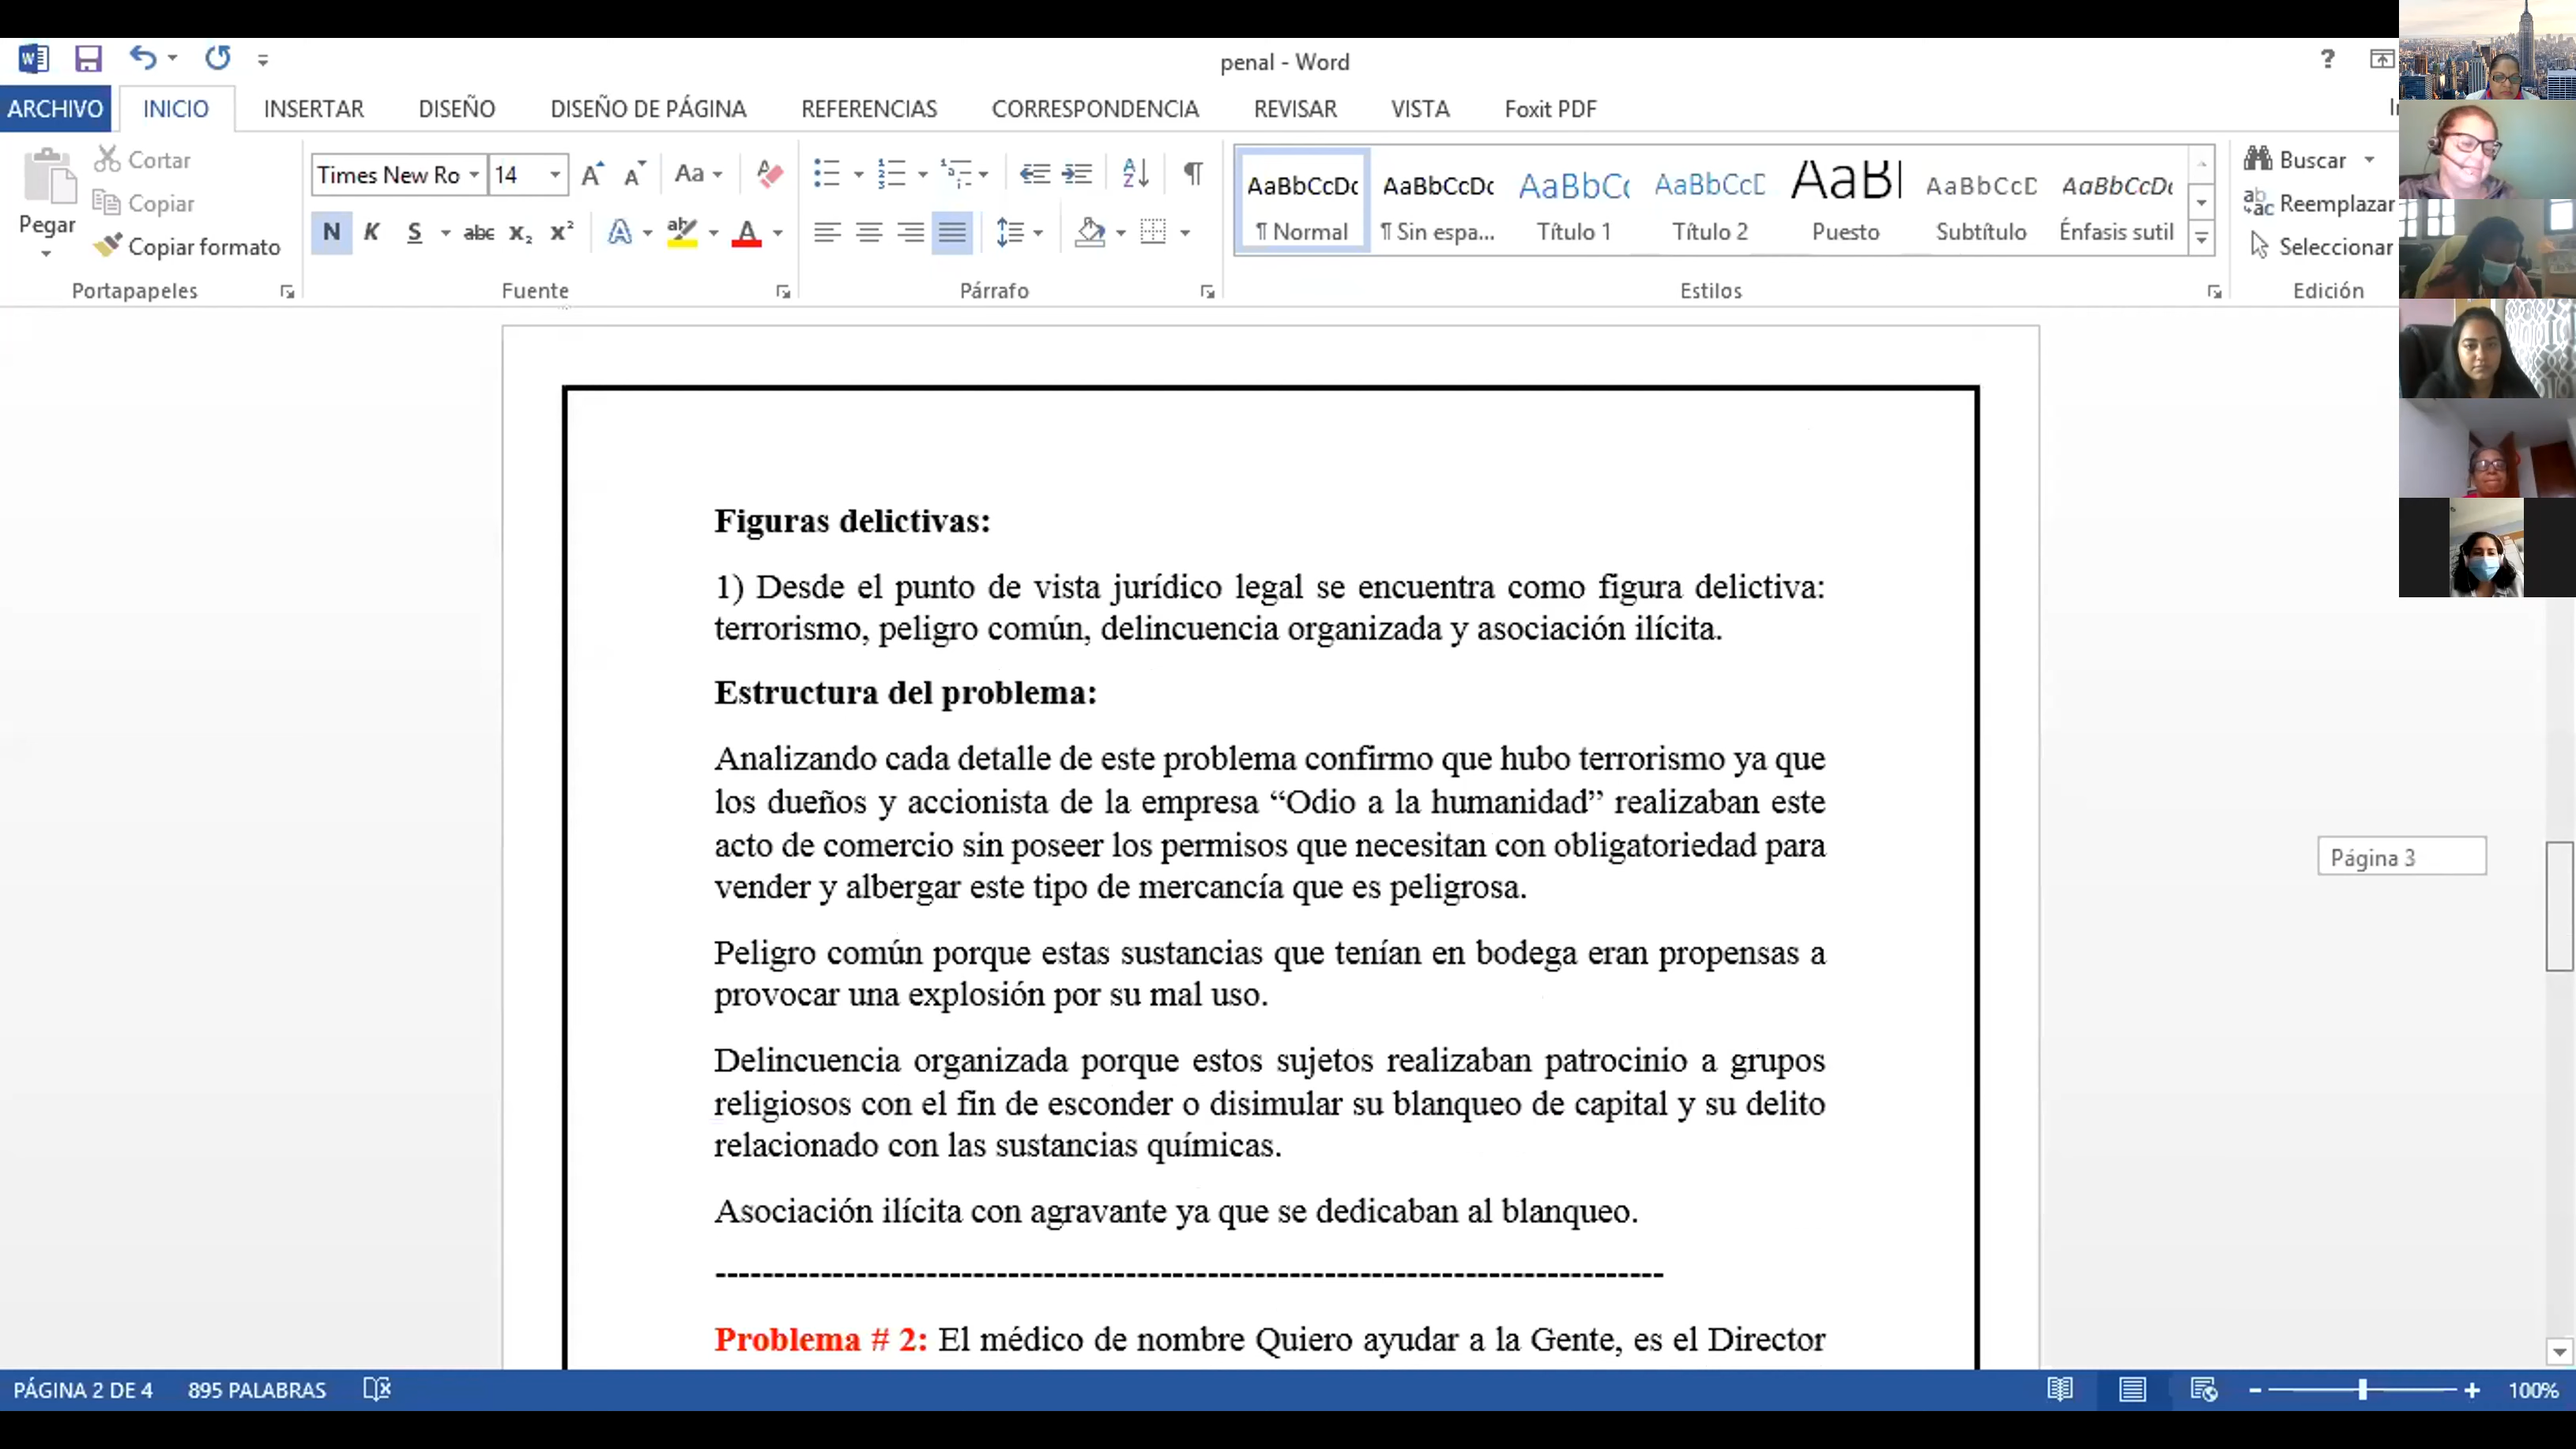 penal - Word
?
ARCHIVO INICIO INSERTAR DISEÑO DISEÑO DE PÁGINA REFERENCIAS CORRESPONDENCIA REVISAR VISTA Foxit PDF
Pegar
Cortar
Copiar
Copiar formato
Portapapeles
Times New Ro 14
N K S abc x₂ x²
Fuente
Párrafo
AaBbCcDc AaBbCcDc AaBbCc AaBbCcD AaBl AaBbCcD AaBbCcDc
¶ Normal ¶ Sin espa... Título 1 Título 2 Puesto Subtítulo Énfasis sutil
Estilos
Buscar
Reemplazar
Seleccionar
Edición
Figuras delictivas:
1) Desde el punto de vista jurídico legal se encuentra como figura delictiva:
terrorismo, peligro común, delincuencia organizada y asociación ilícita.
Estructura del problema:
Analizando cada detalle de este problema confirmo que hubo terrorismo ya que
los dueños y accionista de la empresa “Odio a la humanidad” realizaban este
acto de comercio sin poseer los permisos que necesitan con obligatoriedad para
vender y albergar este tipo de mercancía que es peligrosa.
Peligro común porque estas sustancias que tenían en bodega eran propensas a
provocar una explosión por su mal uso.
Delincuencia organizada porque estos sujetos realizaban patrocinio a grupos
religiosos con el fin de esconder o disimular su blanqueo de capital y su delito
relacionado con las sustancias químicas.
Asociación ilícita con agravante ya que se dedicaban al blanqueo.
--------------------------------------------------------------------------------
Problema # 2: El médico de nombre Quiero ayudar a la Gente, es el Director
Página 3
PÁGINA 2 DE 4 895 PALABRAS
100%